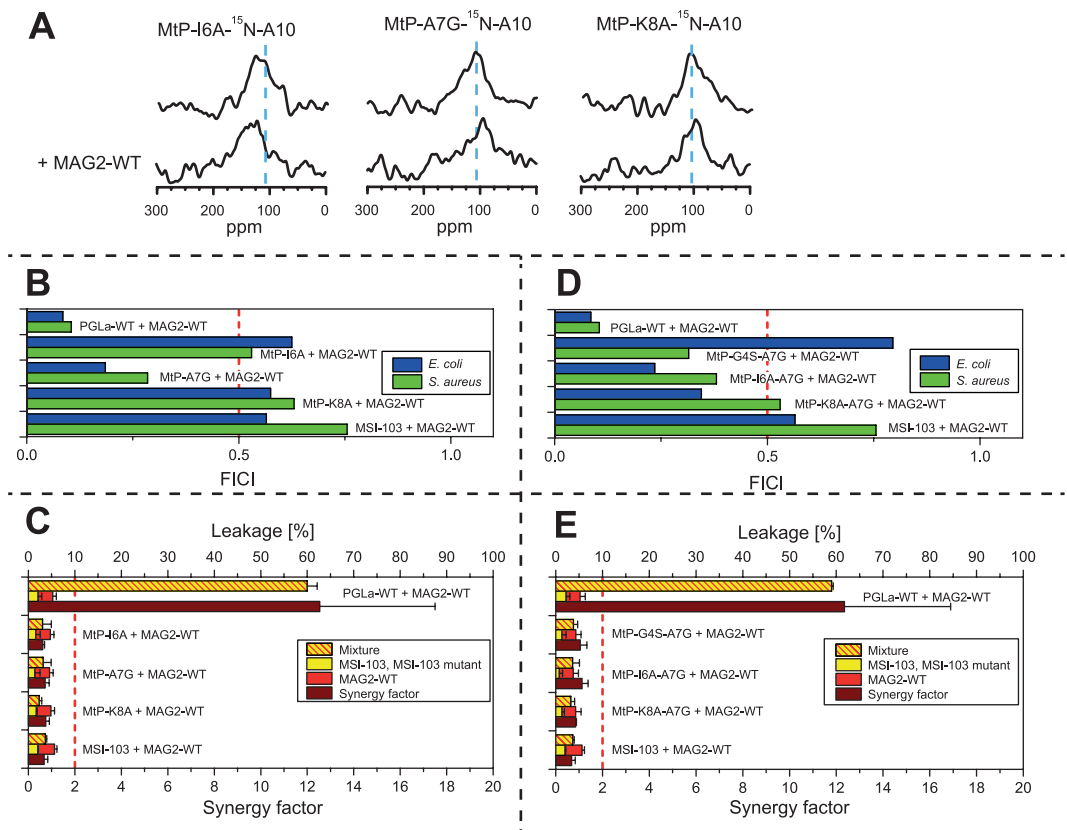 A
MtP-I6A-¹⁵N-A10
MtP-A7G-¹⁵N-A10
MtP-K8A-¹⁵N-A10
+ MAG2-WT
300 200 100 0
ppm
300 200 100 0
ppm
300 200 100 0
ppm
B
PGLa-WT + MAG2-WT
MtP-I6A + MAG2-WT
MtP-A7G + MAG2-WT
MtP-K8A + MAG2-WT
MSI-103 + MAG2-WT
E. coli
S. aureus
0.0 0.5 1.0
FICI
D
PGLa-WT + MAG2-WT
MtP-G4S-A7G + MAG2-WT
MtP-I6A-A7G + MAG2-WT
MtP-K8A-A7G + MAG2-WT
MSI-103 + MAG2-WT
E. coli
S. aureus
0.0 0.5 1.0
FICI
C
Leakage [%]
0 10 20 30 40 50 60 70 80 90 100
PGLa-WT + MAG2-WT
MtP-I6A + MAG2-WT
MtP-A7G + MAG2-WT
MtP-K8A + MAG2-WT
MSI-103 + MAG2-WT
Mixture
MSI-103, MSI-103 mutant
MAG2-WT
Synergy factor
0 2 4 6 8 10 12 14 16 18 20
Synergy factor
E
Leakage [%]
0 10 20 30 40 50 60 70 80 90 100
PGLa-WT + MAG2-WT
MtP-G4S-A7G + MAG2-WT
MtP-I6A-A7G + MAG2-WT
MtP-K8A-A7G + MAG2-WT
MSI-103 + MAG2-WT
Mixture
MSI-103, MSI-103 mutant
MAG2-WT
Synergy factor
0 2 4 6 8 10 12 14 16 18 20
Synergy factor